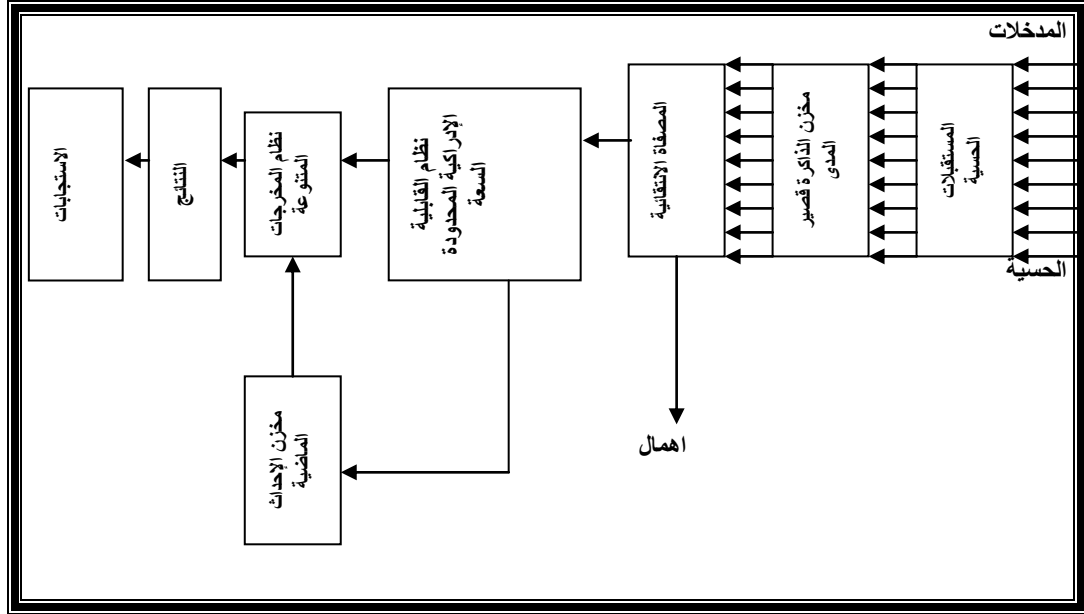 المدخلات
الحسية
المستقبلات
الحسية
مخزن الذاكرة قصير
المدى
المصفاة الانتقائية
اهمال
نظام القابلية
الإدراكية المحدودة
السعة
نظام المخرجات
المتنوعة
مخزن الإحداث
الماضية
النتائج
الاستجابات